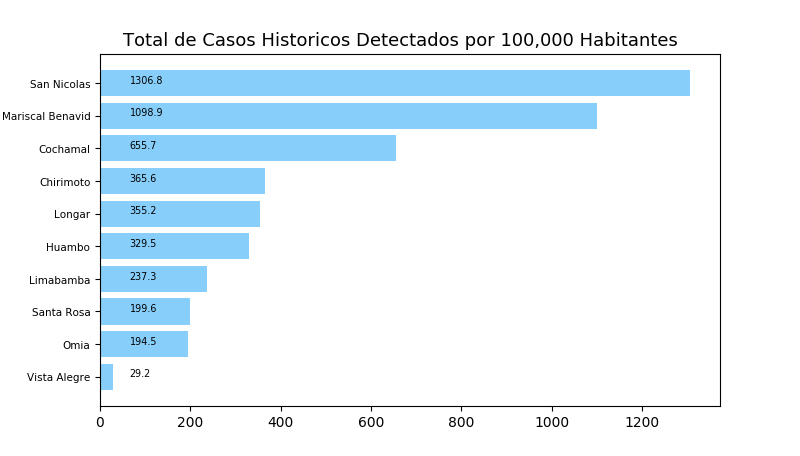 Total de Casos Historicos Detectados por 100,000 Habitantes
San Nicolas 1306.8
Mariscal Benavid 1098.9
Cochamal 655.7
Chirimoto 365.6
Longar 355.2
Huambo 329.5
Limabamba 237.3
Santa Rosa 199.6
Omia 194.5
Vista Alegre 29.2
0 200 400 600 800 1000 1200